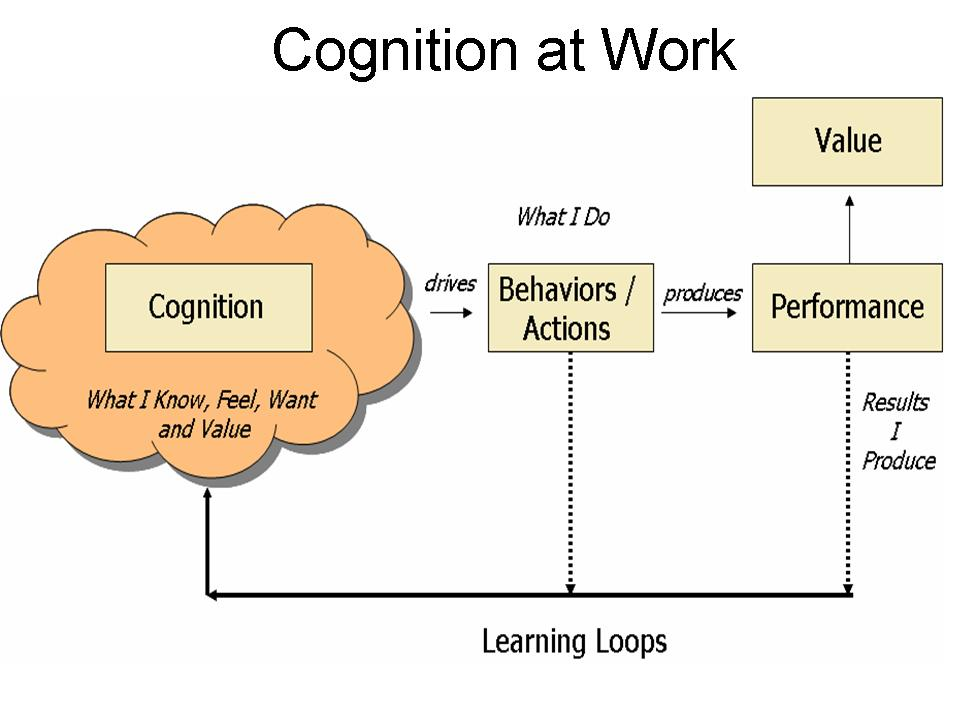 Cognition at Work
Value
What I Do
drives
Cognition
Behaviors /
Actions
produces
Performance
What I Know, Feel, Want
and Value
Results
I
Produce
Learning Loops